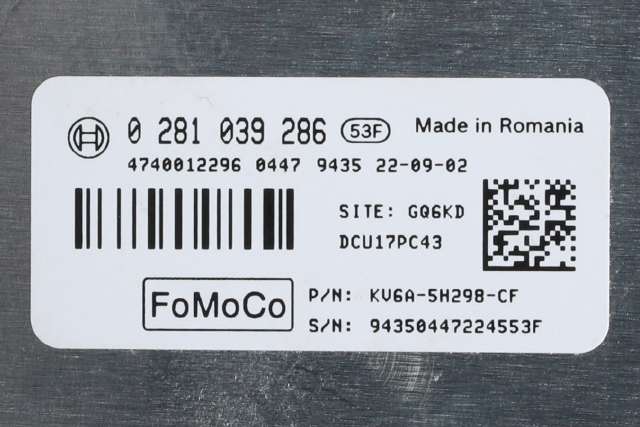 0 281 039 286 53F Made in Romania
4740012296 0447 9435 22-09-02
SITE: GQ6KD
DCU17PC43
FoMoCo P/N: KV6A-5H298-CF
S/N: 94350447224553F